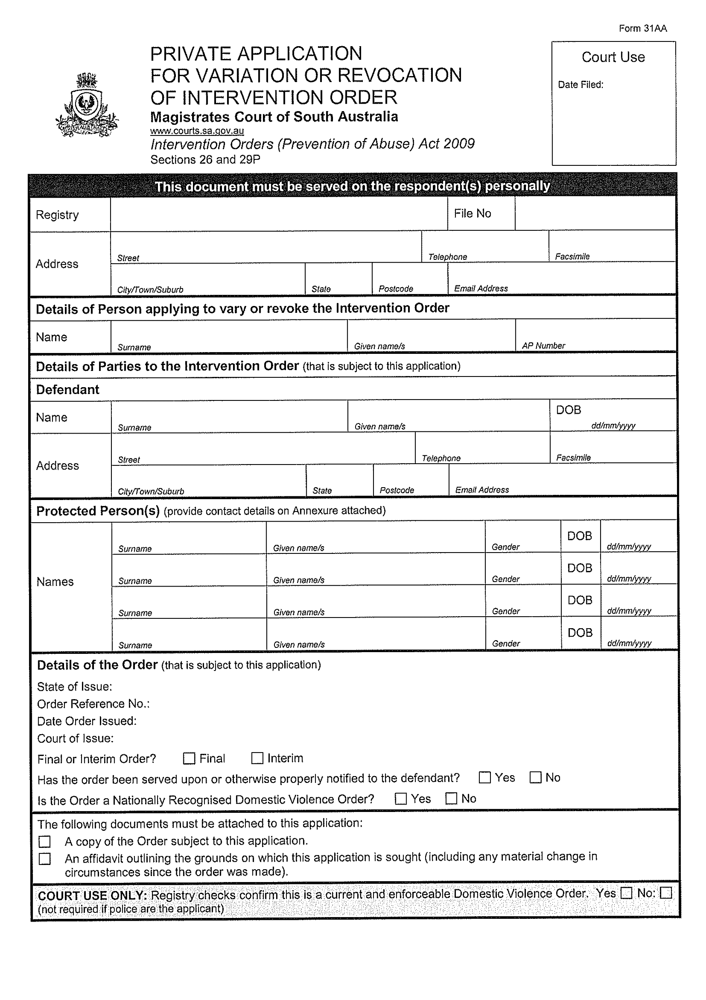 Form 31AA
PRIVATE APPLICATION
FOR VARIATION OR REVOCATION
OF INTERVENTION ORDER
Magistrates Court of South Australia
www.courts.sa.gov.au
Intervention Orders (Prevention of Abuse) Act 2009
Sections 26 and 29P
Court Use
Date Filed:
SOUTH AUSTRALIA
This document must be served on the respondent(s) personally
Registry File No
Address
Street Telephone Facsimile
City/Town/Suburb State Postcode Email Address
Details of Person applying to vary or revoke the Intervention Order
Name
Surname Given name/s AP Number
Details of Parties to the Intervention Order (that is subject to this application)
Defendant
Name DOB
Surname Given name/s dd/mm/yyyy
Address
Street Telephone Facsimile
City/Town/Suburb State Postcode Email Address
Protected Person(s) (provide contact details on Annexure attached)
Names
Surname Given name/s Gender DOB dd/mm/yyyy
Surname Given name/s Gender DOB dd/mm/yyyy
Surname Given name/s Gender DOB dd/mm/yyyy
Surname Given name/s Gender DOB dd/mm/yyyy
Details of the Order (that is subject to this application)
State of Issue:
Order Reference No.:
Date Order Issued:
Court of Issue:
Final or Interim Order? Final Interim
Has the order been served upon or otherwise properly notified to the defendant? Yes No
Is the Order a Nationally Recognised Domestic Violence Order? Yes No
The following documents must be attached to this application:
A copy of the Order subject to this application.
An affidavit outlining the grounds on which this application is sought (including any material change in
circumstances since the order was made).
COURT USE ONLY: Registry checks confirm this is a current and enforceable Domestic Violence Order. Yes No:
(not required if police are the applicant)